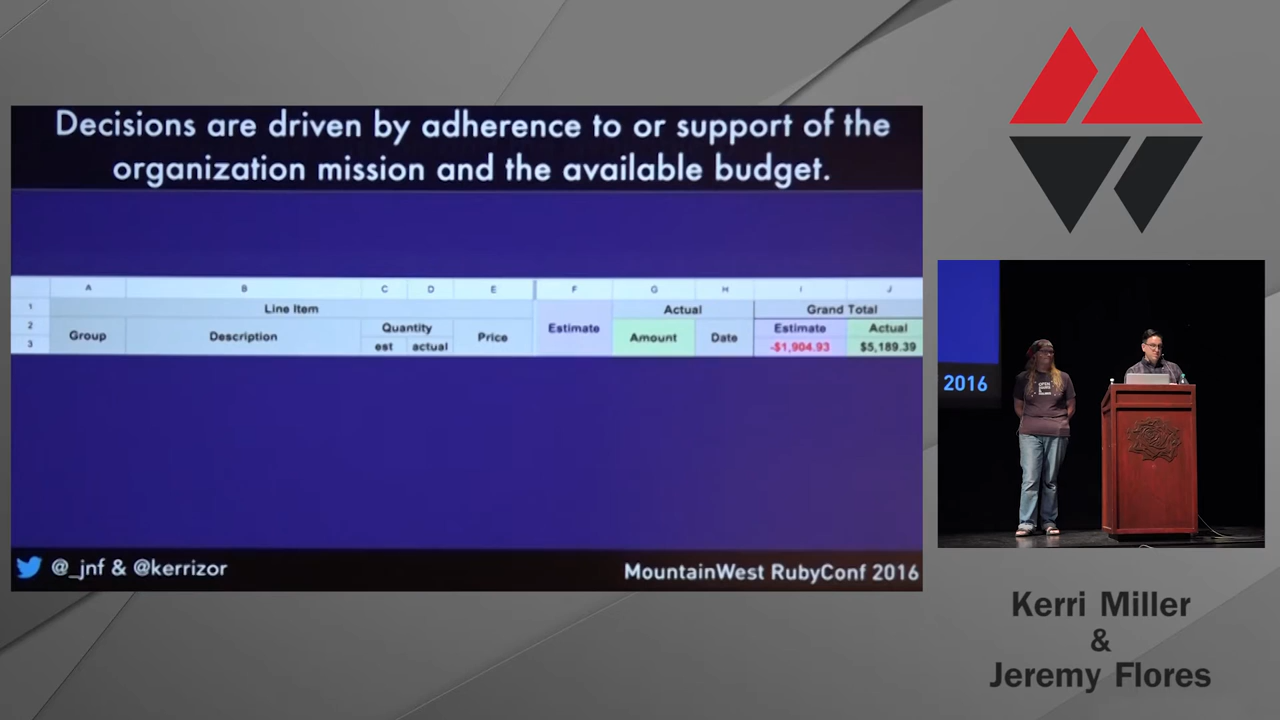 Decisions are driven by adherence to or support of the
organization mission and the available budget.
A B C D E F G H I J
1 Line Item Actual Grand Total
2 Group Description Quantity Price Estimate Amount Date Estimate Actual
3 est actual -$1,904.93 $5,189.39
@_jnf & @kerrizor
MountainWest RubyConf 2016
2016
OPEN
Kerri Miller
&
Jeremy Flores